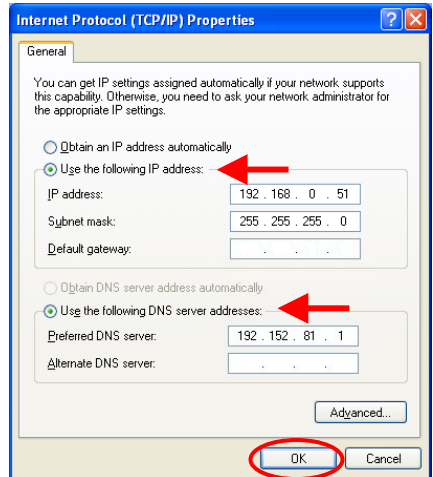 Internet Protocol (TCP/IP) Properties
General
You can get IP settings assigned automatically if your network supports
this capability. Otherwise, you need to ask your network administrator for
the appropriate IP settings.
Obtain an IP address automatically
Use the following IP address:
IP address: 192 . 168 . 0 . 51
Subnet mask: 255 . 255 . 255 . 0
Default gateway: . . .
Obtain DNS server address automatically
Use the following DNS server addresses:
Preferred DNS server: 192 . 152 . 81 . 1
Alternate DNS server: . . .
Advanced...
OK Cancel